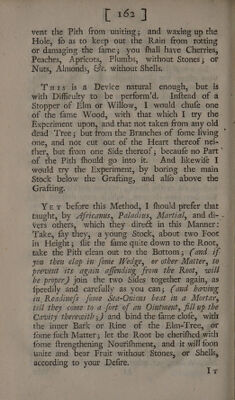 [ 162 ]
vent the Pith from uniting; and waxing up the
Hole, ſo as to keep out the Rain from rotting
or damaging the ſame; you ſhall have Cherries,
Peaches, Apricots, Plumbs, without Stones; or
Nuts, Almonds, &c. without Shells.
THIS is a Device natural enough, but is
with Difficulty to be perform'd. Inſtead of a
Stopper of Elm or Willow, I would chuſe one
of the ſame Wood, with that which I try the
Experiment upon, and that not taken from any old
dead Tree; but from the Branches of ſome living
one, and not cut out of the Heart thereof nei-
ther, but from one Side thereof; becauſe no Part
of the Pith ſhould go into it. And likewiſe I
would try the Experiment, by boring the main
Stock below the Grafting, and alſo above the
Grafting.
YET before this Method, I ſhould prefer that
taught, by Africanus, Paladius, Martial, and di-
vers others, which they direct in this Manner:
Take, ſay they, a young Stock, about two Foot
in Height; ſlit the ſame quite down to the Root,
take the Pith clean out to the Bottom; (and if
you then clap in ſome Wedge, or other Matter, to
prevent its again aſſending from the Root, will
be proper) join the two Sides together again, as
ſpeedily and carefully as you can; (and having
in Readineſs ſome Sea-Onions beat in a Mortar,
till they come to a ſort of an Ointment, fill up the
Cavity therewith;) and bind the ſame cloſe, with
the inner Bark or Rine of the Elm-Tree, or
ſome ſuch Matter; let the Root be cheriſhed with
ſome ſtrengthening Nouriſhment, and it will ſoon
unite and bear Fruit without Stones, or Shells,
according to your Deſire.
IT